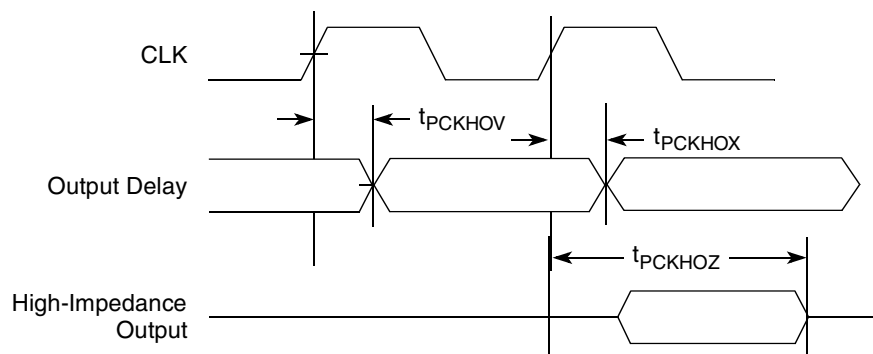 CLK
tPCKHOV
tPCKHOX
Output Delay
tPCKHOZ
High-Impedance
Output